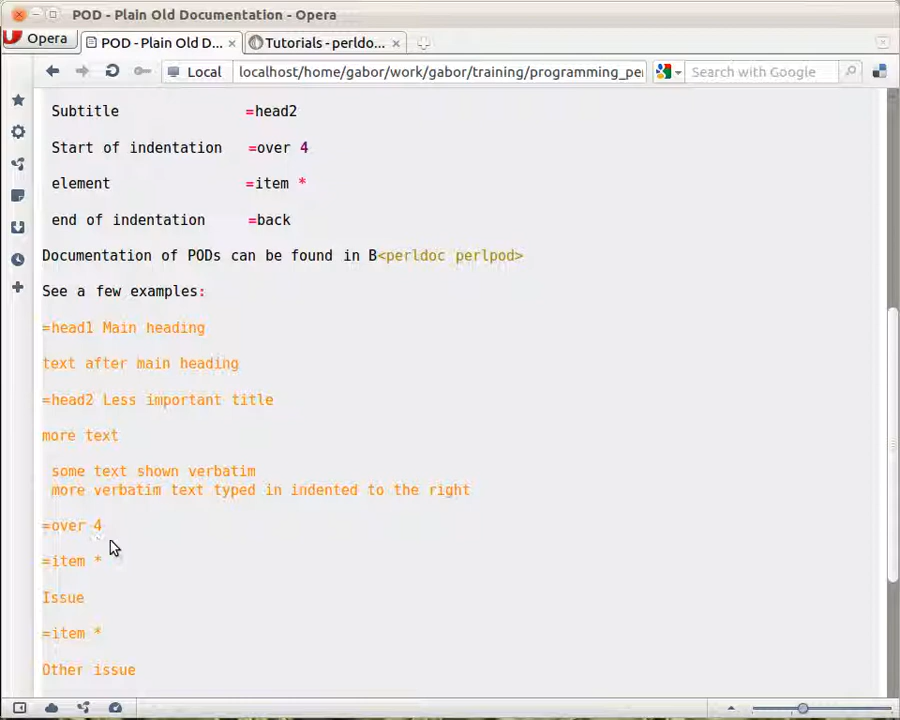 POD - Plain Old Documentation - Opera
Opera
POD - Plain Old D...
Tutorials - perldo...
Local
localhost/home/gabor/work/gabor/training/programming_pe
Search with Google
Subtitle =head2
Start of indentation =over 4
element =item *
end of indentation =back
Documentation of PODs can be found in B<perldoc perlpod>
See a few examples:
=head1 Main heading
text after main heading
=head2 Less important title
more text
some text shown verbatim
more verbatim text typed in indented to the right
=over 4
=item *
Issue
=item *
Other issue